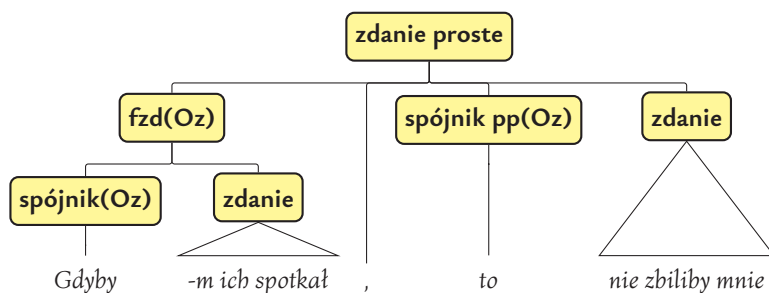 zdanie proste
fzd(Oz) spójnik pp(Oz) zdanie
spójnik(Oz) zdanie
Gdyby -m ich spotkał , to nie zbiliby mnie